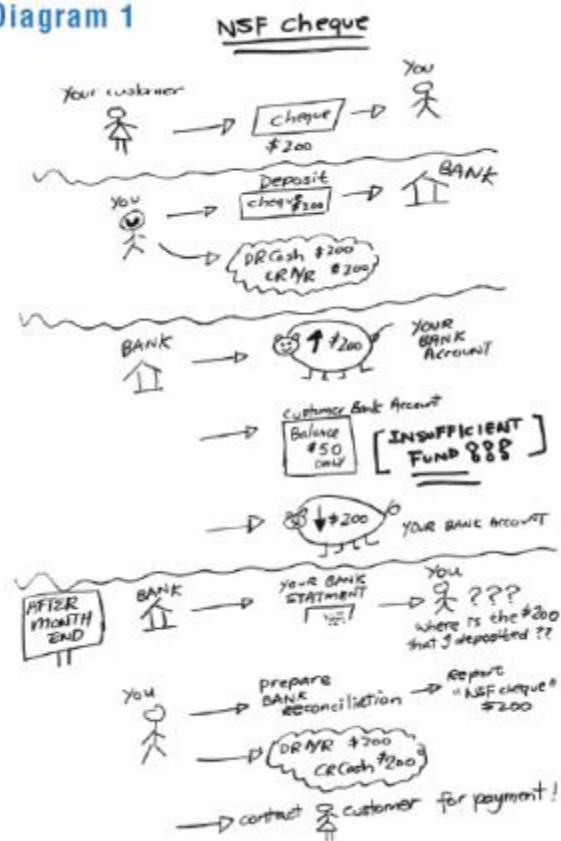 Diagram 1
NSF cheque
Your customer
You
cheque
$200
Deposit
BANK
You
cheque $200
DR Cash $200
CR A/R $200
BANK
↑ $200
YOUR
BANK
ACCOUNT
Customer Bank Account
Balance
$50
ONLY
[INSUFFICIENT
FUND !!!]
↓ $200
YOUR BANK ACCOUNT
AFTER
MONTH
END
BANK
YOUR BANK
STATMENT
You
???
where is the $200
that I deposited ??
You
prepare
BANK
reconciliation
Report
"NSF cheque"
$200
DR A/R $200
CR Cash $200
contact customer for payment!